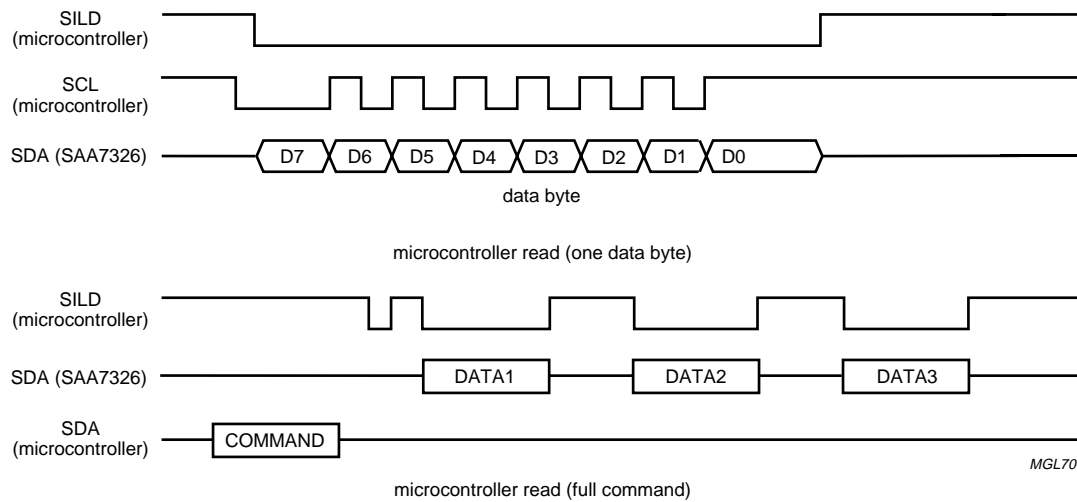 SILD
(microcontroller)
SCL
(microcontroller)
SDA (SAA7326)
D7 D6 D5 D4 D3 D2 D1 D0
data byte
microcontroller read (one data byte)
SILD
(microcontroller)
SDA (SAA7326)
DATA1 DATA2 DATA3
SDA
(microcontroller)
COMMAND
MGL70
microcontroller read (full command)